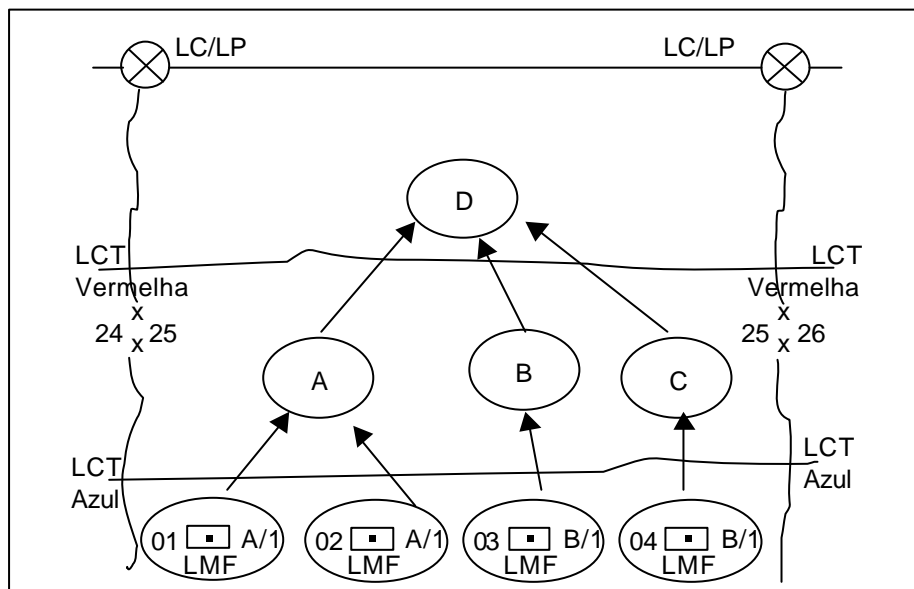 LC/LP LC/LP
D
LCT LCT
Vermelha Vermelha
x x
24 25 25 26
x x
A B C
LCT LCT
Azul Azul
01 A/1 02 A/1 03 B/1 04 B/1
LMF LMF LMF LMF